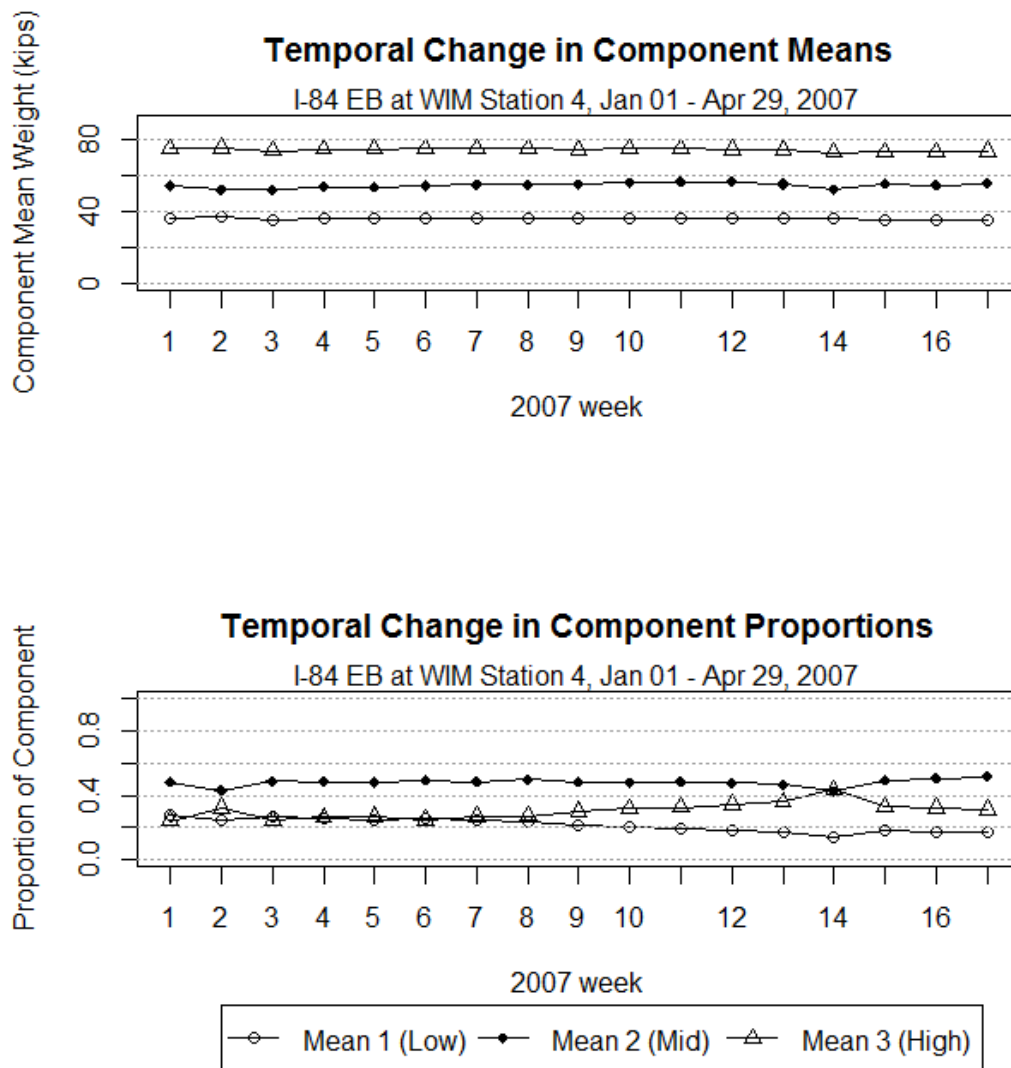 Temporal Change in Component Means
I-84 EB at WIM Station 4, Jan 01 - Apr 29, 2007
Component Mean Weight (kips)
80
40
0
1 2 3 4 5 6 7 8 9 10 12 14 16
2007 week
Temporal Change in Component Proportions
I-84 EB at WIM Station 4, Jan 01 - Apr 29, 2007
Proportion of Component
0.8
0.4
0.0
1 2 3 4 5 6 7 8 9 10 12 14 16
2007 week
Mean 1 (Low) Mean 2 (Mid) Mean 3 (High)